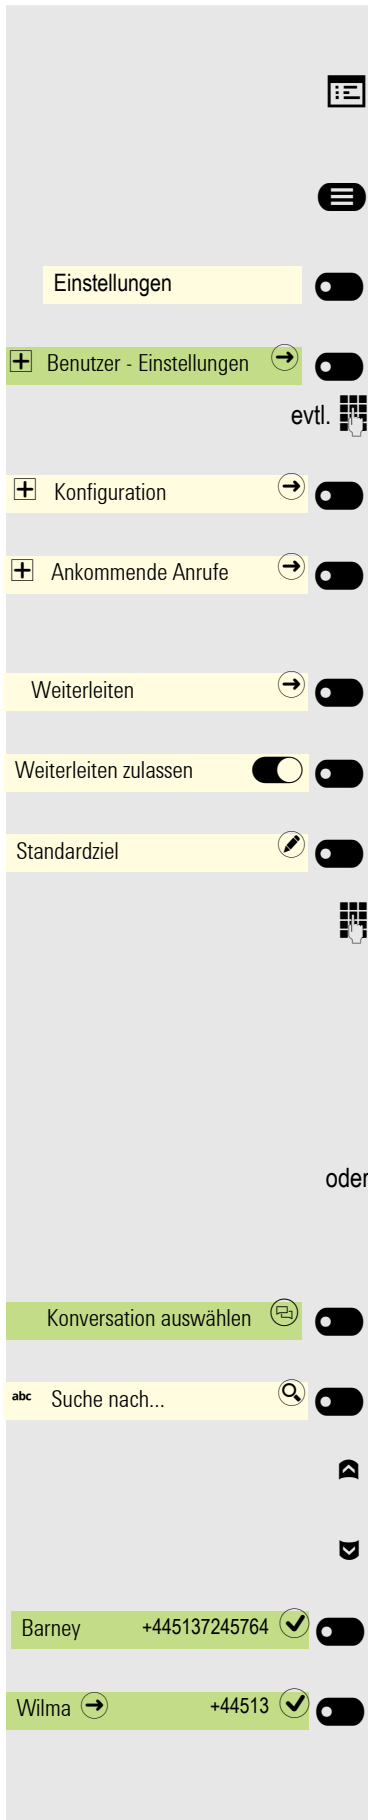 Einstellungen
Benutzer - Einstellungen
evtl.
Konfiguration
Ankommende Anrufe
Weiterleiten
Weiterleiten zulassen
Standardziel
oder
Konversation auswählen
abc Suche nach...
Barney +445137245764
Wilma +44513